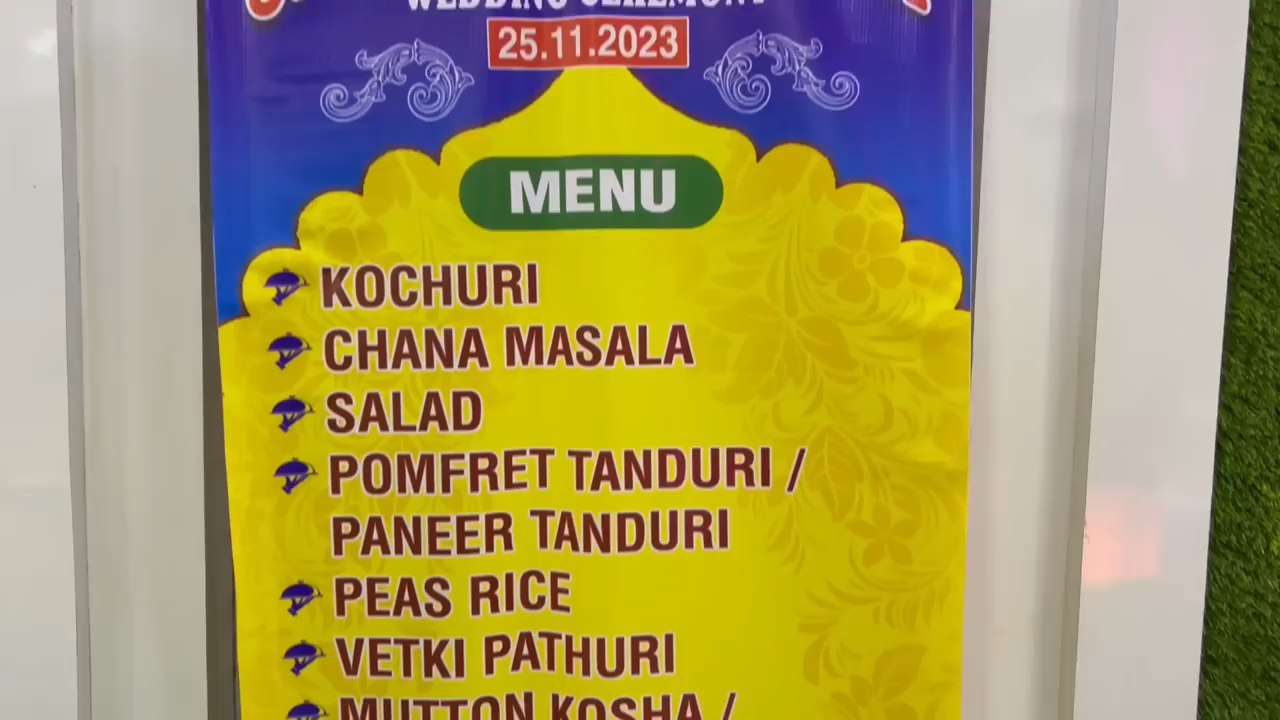 WEDDING CEREMONY
25.11.2023
MENU
KOCHURI
CHANA MASALA
SALAD
POMFRET TANDURI /
PANEER TANDURI
PEAS RICE
VETKI PATHURI
MUTTON KOSHA /